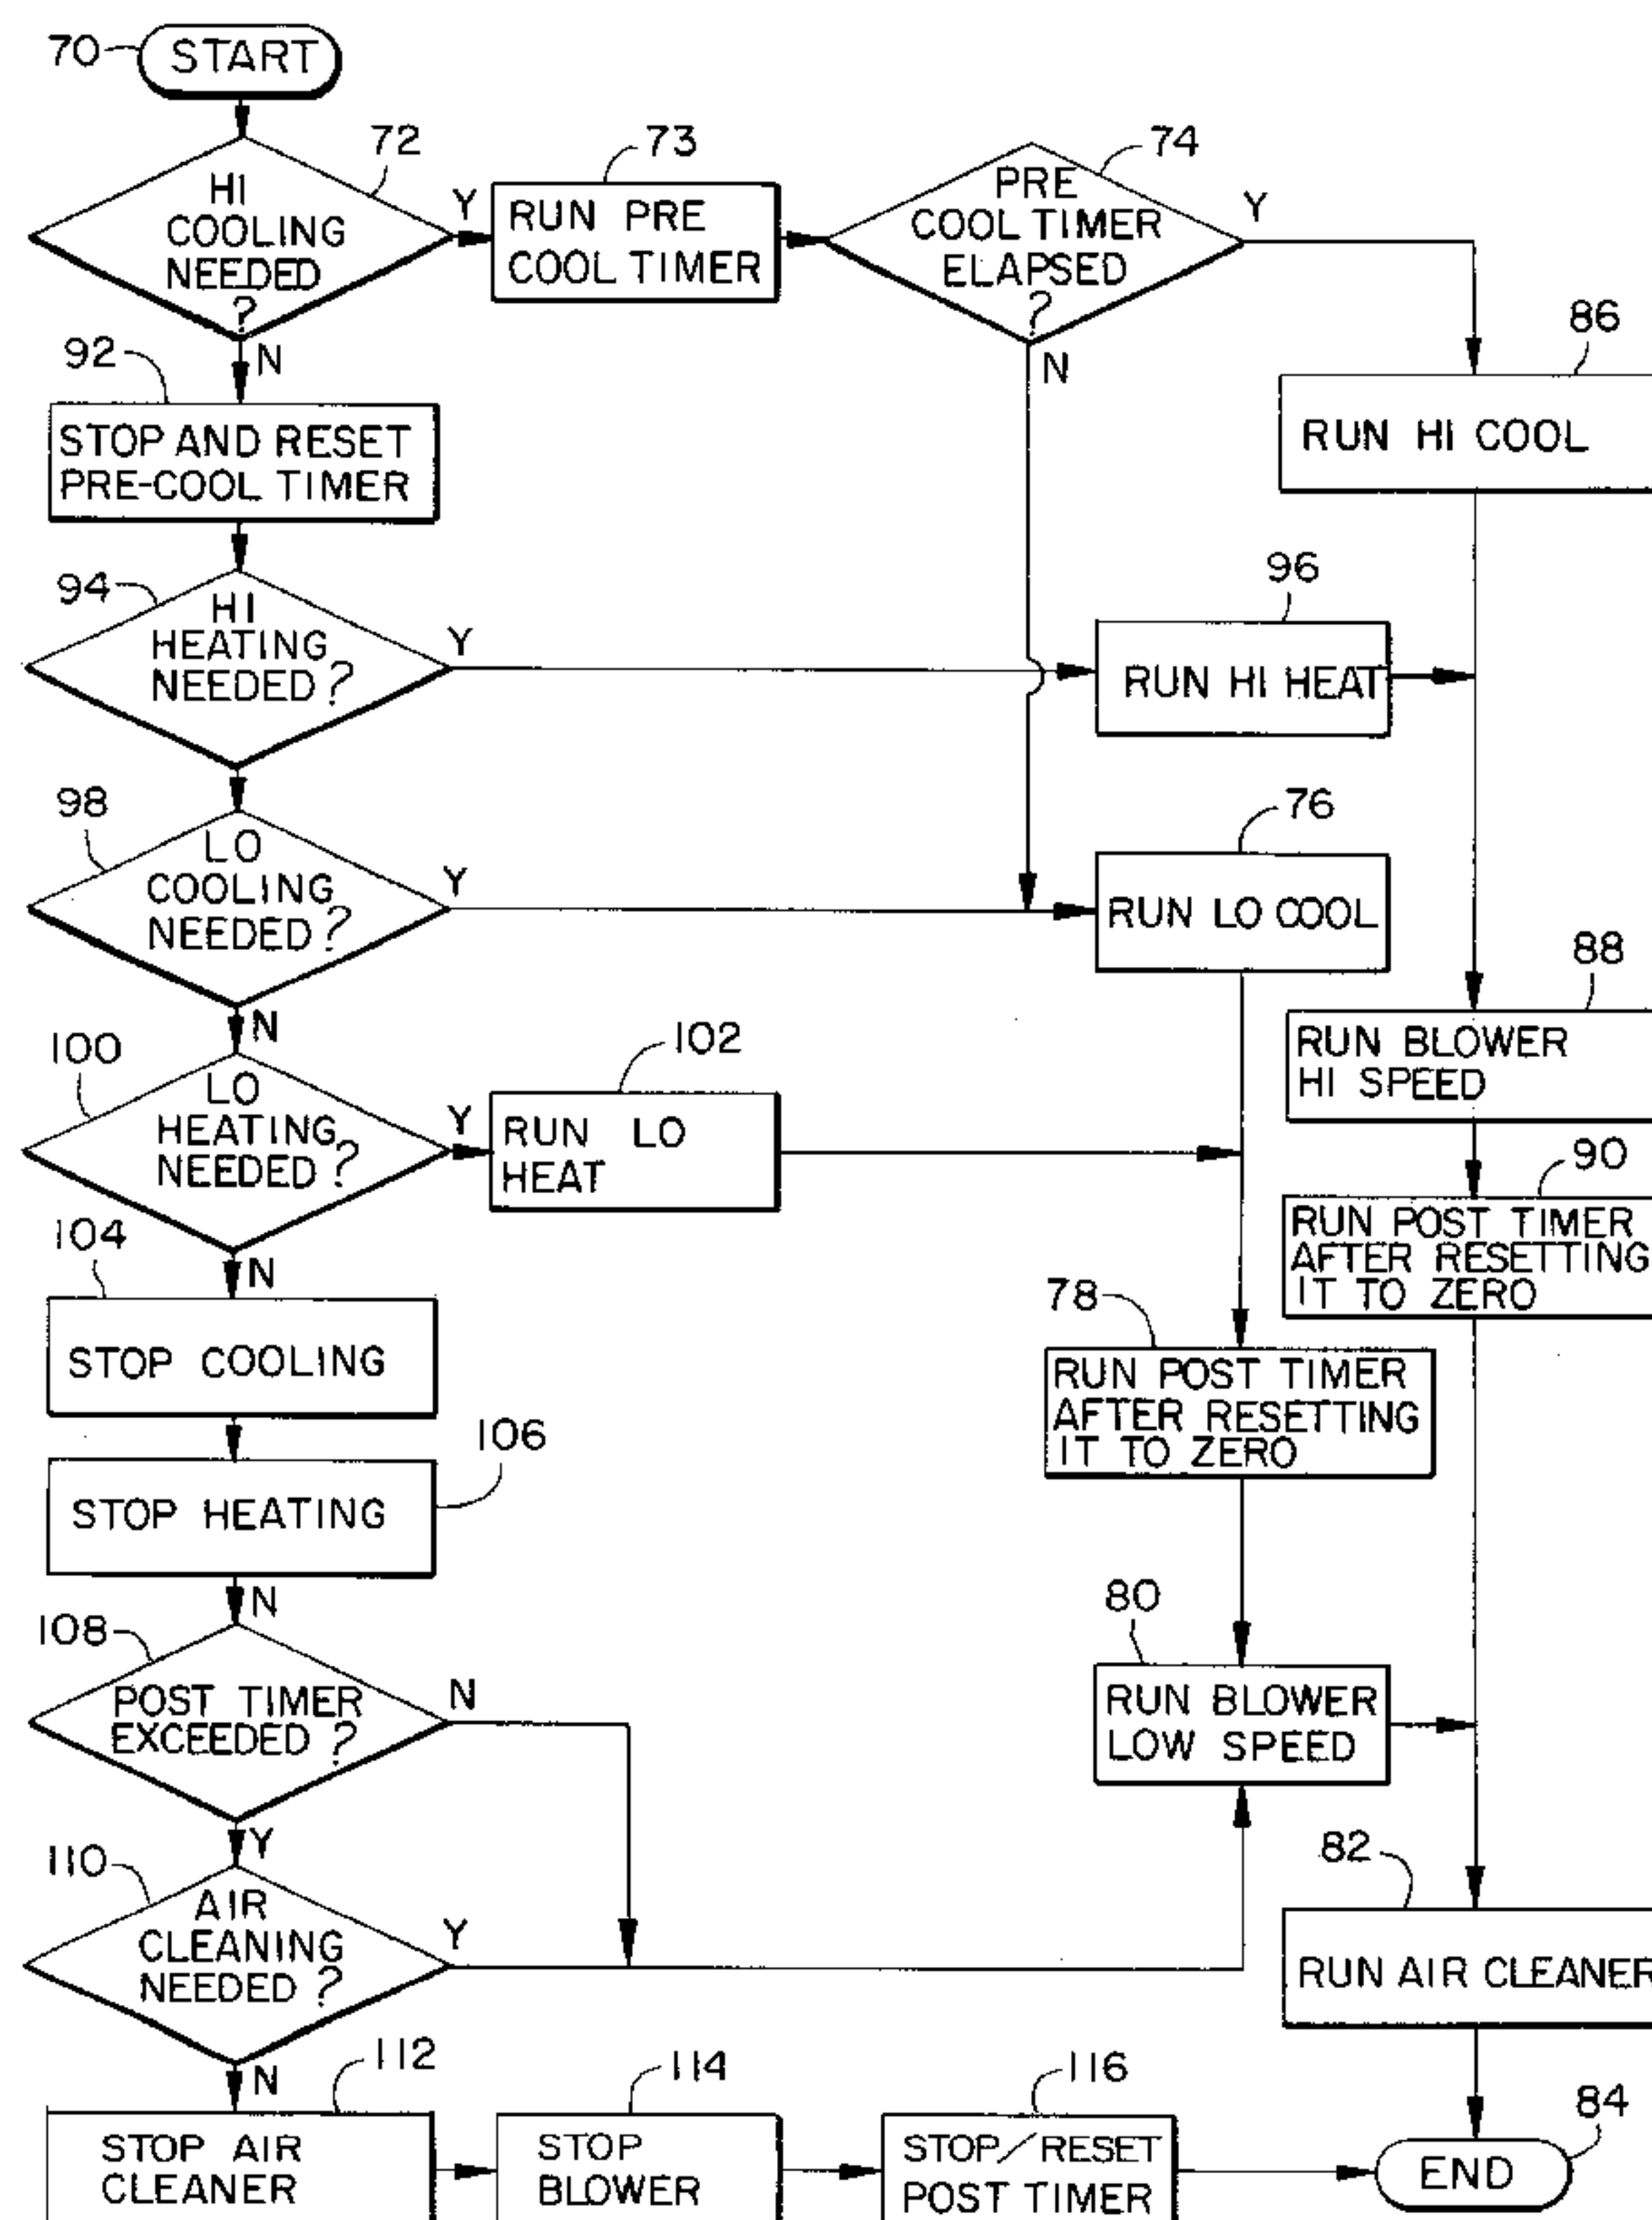 70
START
72
HI
COOLING
NEEDED
?
Y
N
73
RUN PRE
COOL TIMER
74
PRE
COOL TIMER
ELAPSED
?
Y
N
86
RUN HI COOL
92
STOP AND RESET
PRE-COOL TIMER
94
HI
HEATING
NEEDED?
Y
96
RUN HI HEAT
98
LO
COOLING
NEEDED?
Y
N
76
RUN LO COOL
88
RUN BLOWER
HI SPEED
100
LO
HEATING
NEEDED?
Y
N
102
RUN LO
HEAT
90
RUN POST TIMER
AFTER RESETTING
IT TO ZERO
104
STOP COOLING
78
RUN POST TIMER
AFTER RESETTING
IT TO ZERO
106
STOP HEATING
N
108
POST TIMER
EXCEEDED ?
N
Y
80
RUN BLOWER
LOW SPEED
110
AIR
CLEANING
NEEDED ?
Y
N
82
RUN AIR CLEANER
112
STOP AIR
CLEANER
114
STOP
BLOWER
116
STOP/RESET
POST TIMER
84
END